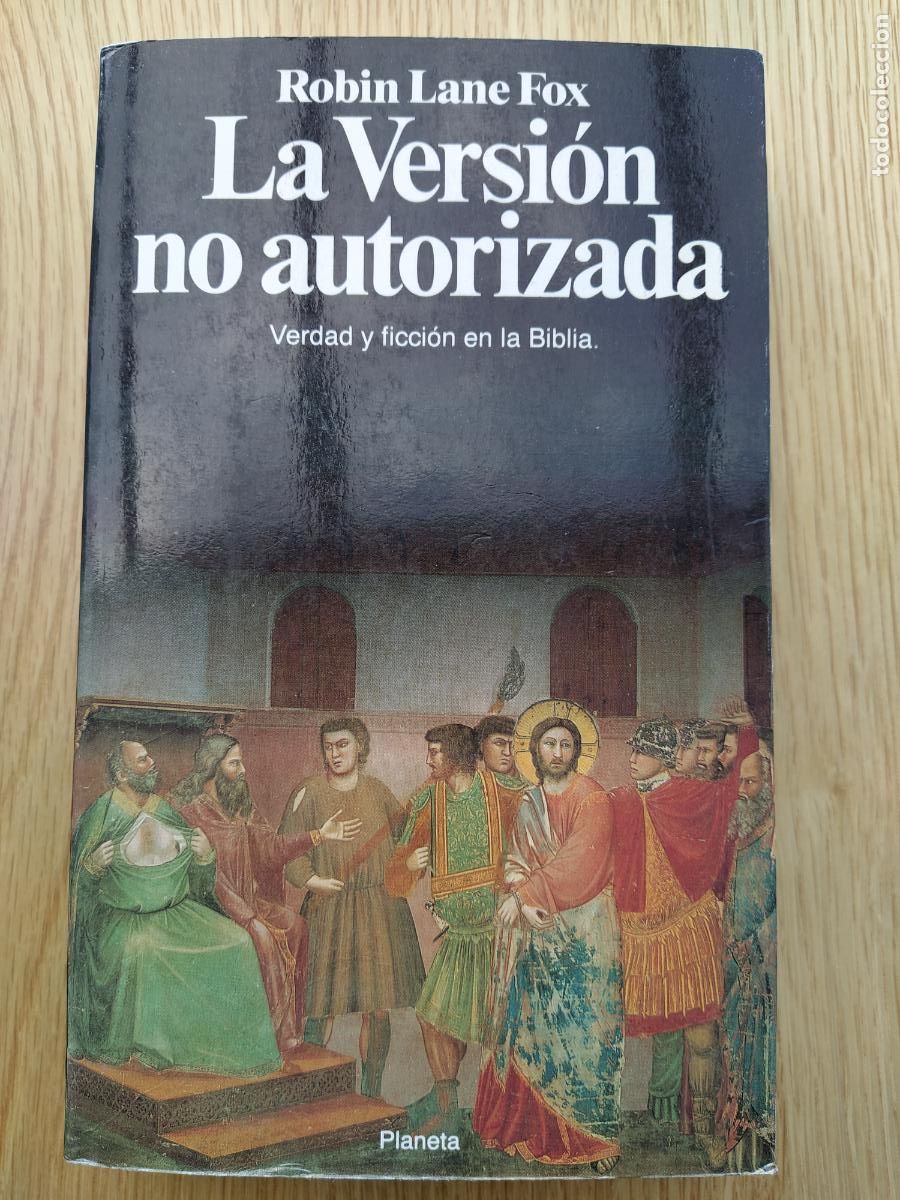 Robin Lane Fox
La Versión
no autorizada
Verdad y ficción en la Biblia.
Planeta
todocoleccion